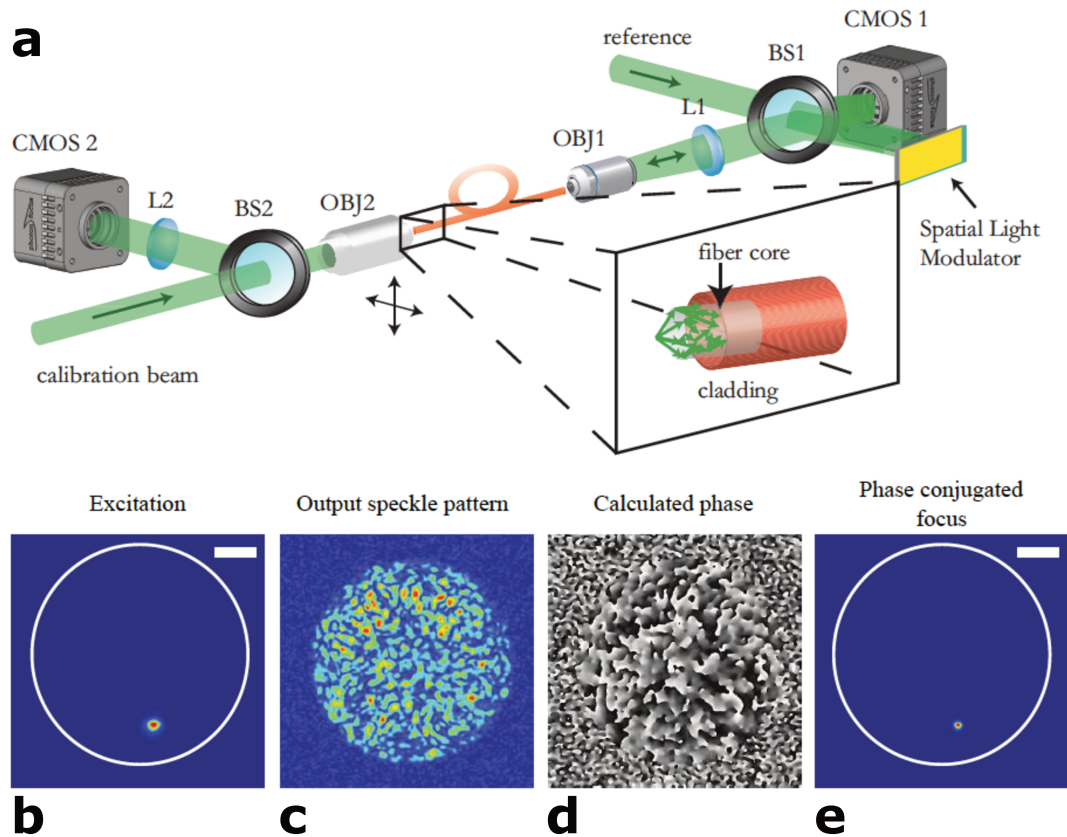 a
reference
CMOS 1
BS1
L1
OBJ1
CMOS 2
L2
BS2
OBJ2
Spatial Light
Modulator
fiber core
cladding
calibration beam
Excitation
Output speckle pattern
Calculated phase
Phase conjugated
focus
b
c
d
e